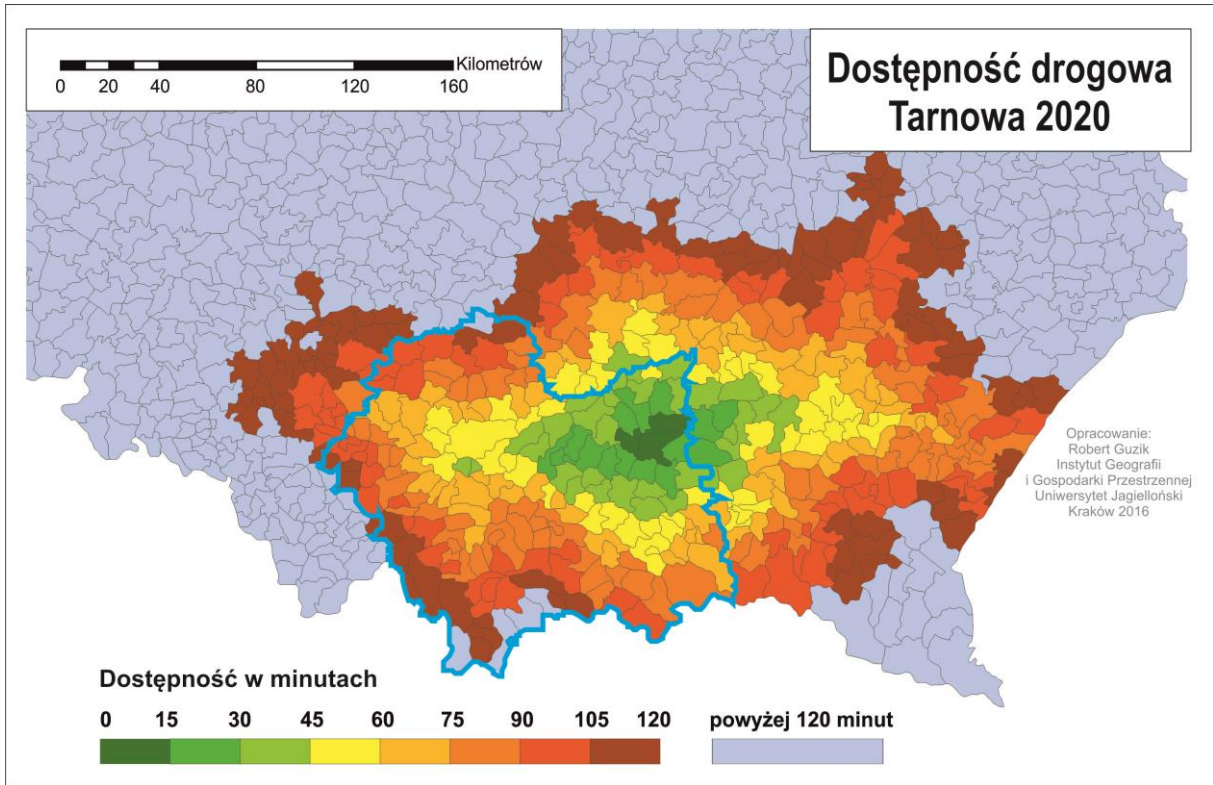 Kilometrów
0 20 40 80 120 160
Dostępność drogowa
Tarnowa 2020
Opracowanie:
Robert Guzik
Instytut Geografii
i Gospodarki Przestrzennej
Uniwersytet Jagielloński
Kraków 2016
Dostępność w minutach
0 15 30 45 60 75 90 105 120 powyżej 120 minut